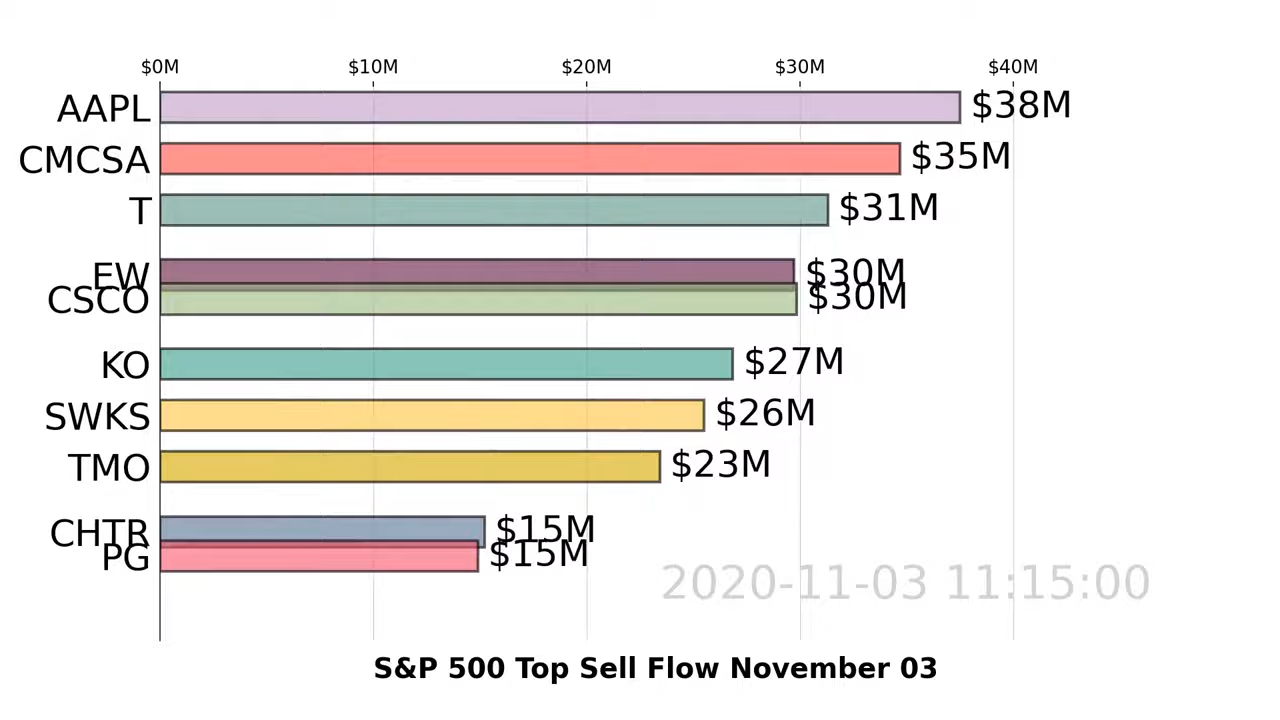 $0M $10M $20M $30M $40M
AAPL $38M
CMCSA $35M
T $31M
EW $30M
CSCO $30M
KO $27M
SWKS $26M
TMO $23M
CHTR $15M
PG $15M
2020-11-03 11:15:00
S&P 500 Top Sell Flow November 03